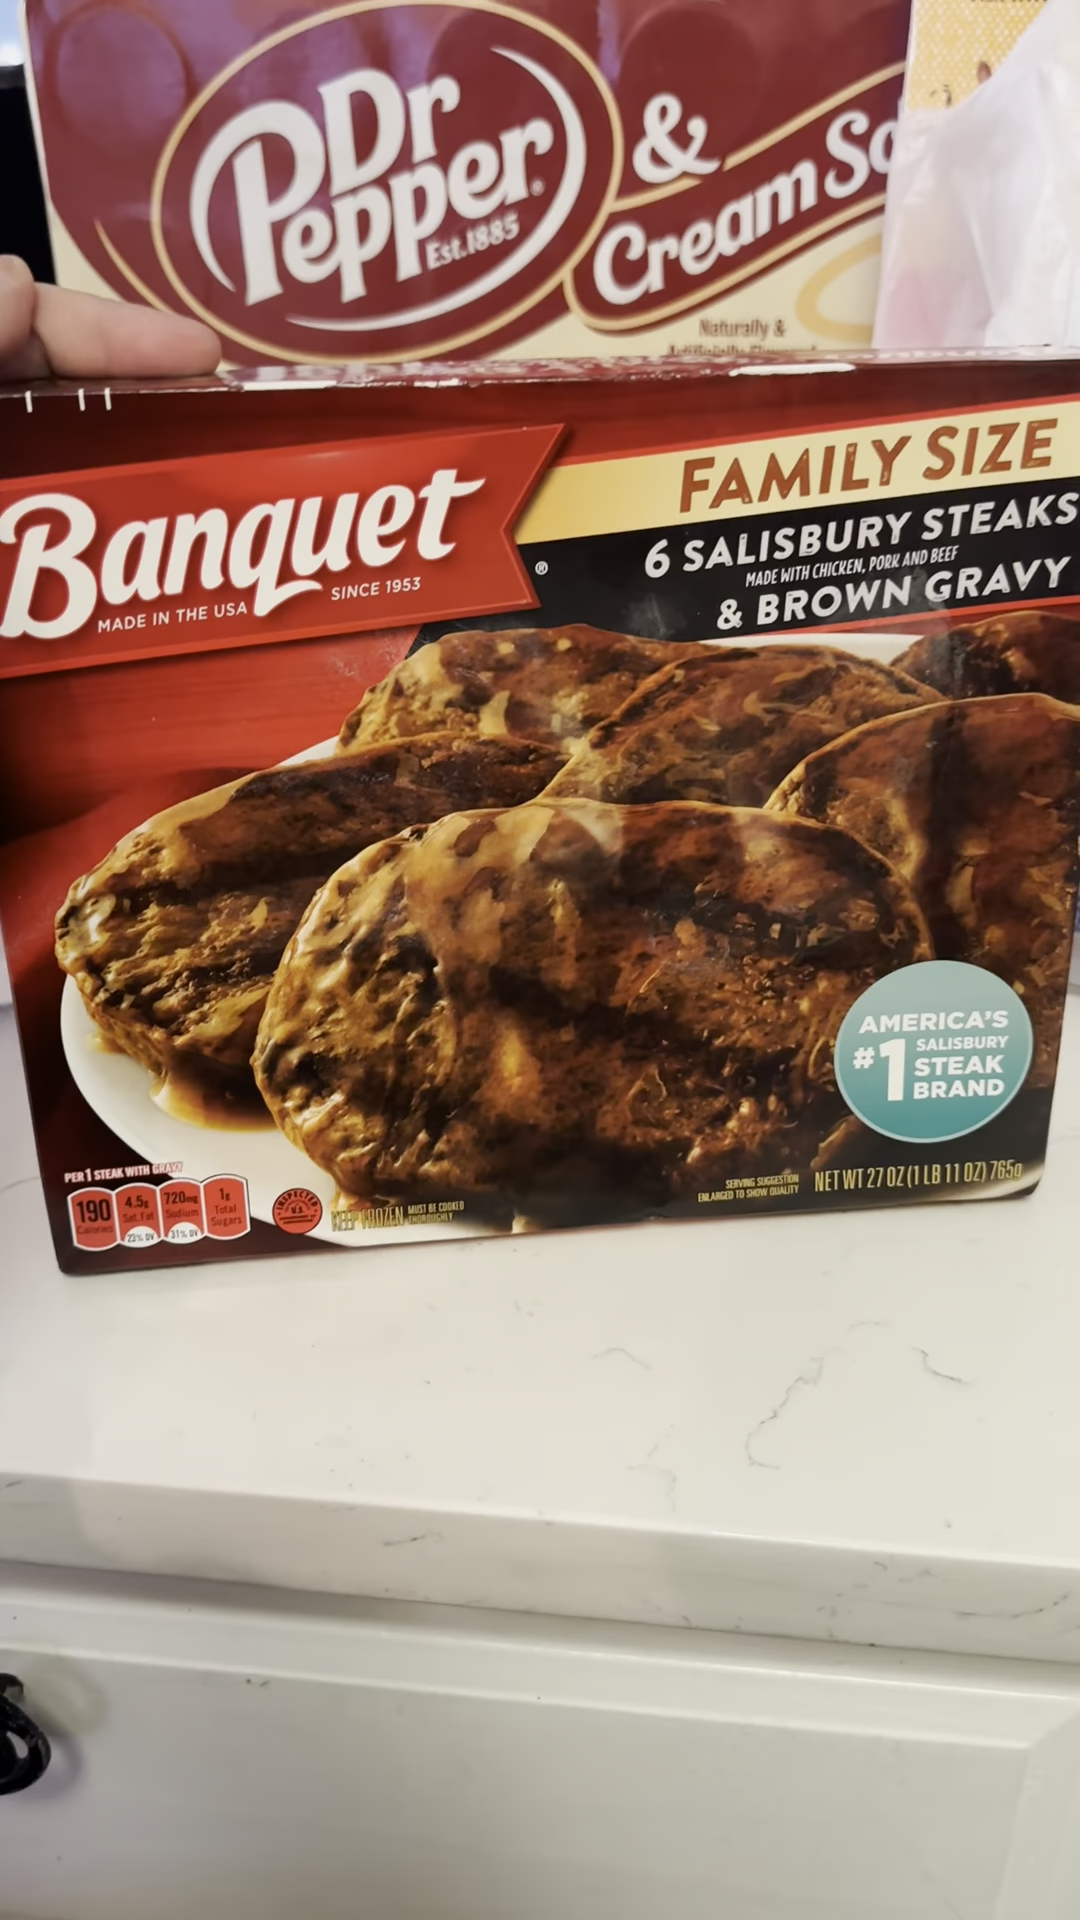 Dr
Pepper
Est.1885
&
Cream So
Naturally &
Banquet
MADE IN THE USA
SINCE 1953
®
FAMILY SIZE
6 SALISBURY STEAKS
MADE WITH CHICKEN, PORK AND BEEF
& BROWN GRAVY
AMERICA'S
#1 SALISBURY
STEAK
BRAND
PER 1 STEAK WITH GRAVY
190
Calories
4.5g
Sat. Fat
23% DV
720mg
Sodium
31% DV
1g
Total
Sugars
INSPECTED
U.S.
KEEP FROZEN
MUST BE COOKED
THOROUGHLY
SERVING SUGGESTION
ENLARGED TO SHOW QUALITY
NET WT 27 OZ (1 LB 11 OZ) 765g